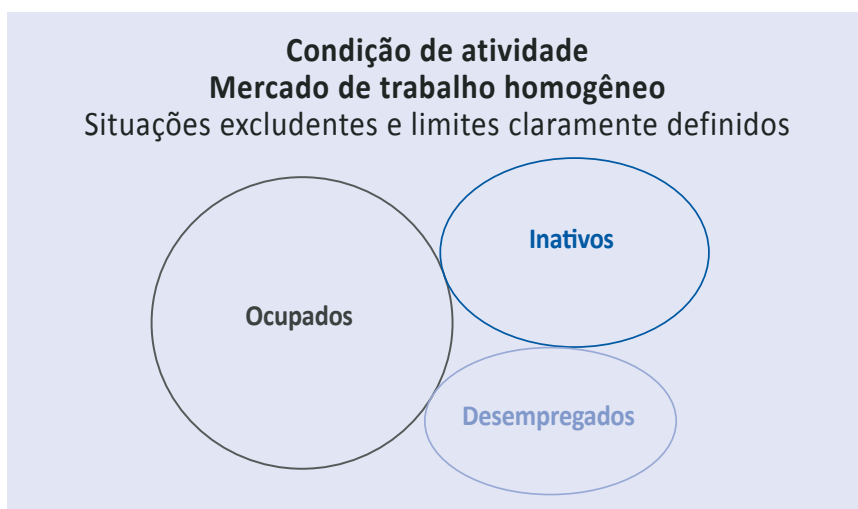 Condição de atividade
Mercado de trabalho homogêneo
Situações excludentes e limites claramente definidos
Inativos
Ocupados
Desempregados